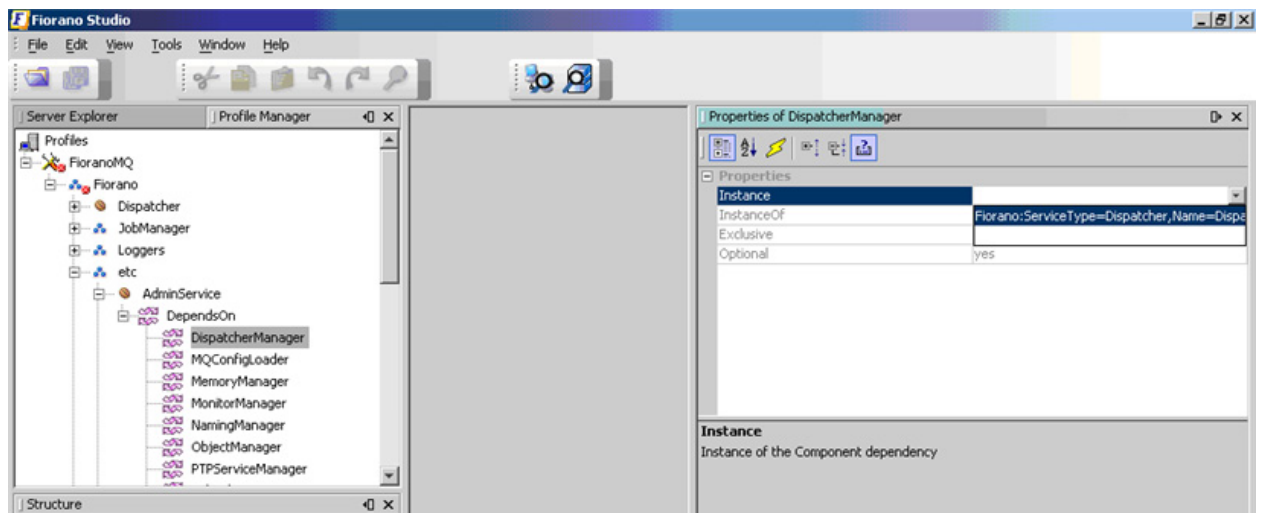 Fiorano Studio
File Edit View Tools Window Help
Server Explorer Profile Manager
Profiles
FioranoMQ
Fiorano
Dispatcher
JobManager
Loggers
etc
AdminService
DependsOn
DispatcherManager
MQConfigLoader
MemoryManager
MonitorManager
NamingManager
ObjectManager
PTPServiceManager
Structure
Properties of DispatcherManager
Properties
Instance
InstanceOf Fiorano:ServiceType=Dispatcher,Name=Dispa
Exclusive
Optional yes
Instance
Instance of the Component dependency